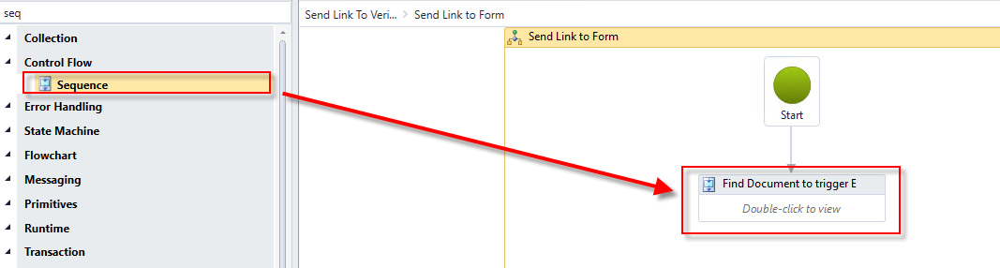 seq
Collection
Control Flow
Sequence
Error Handling
State Machine
Flowchart
Messaging
Primitives
Runtime
Transaction
Send Link To Veri... > Send Link to Form
Send Link to Form
Start
Find Document to trigger E
Double-click to view